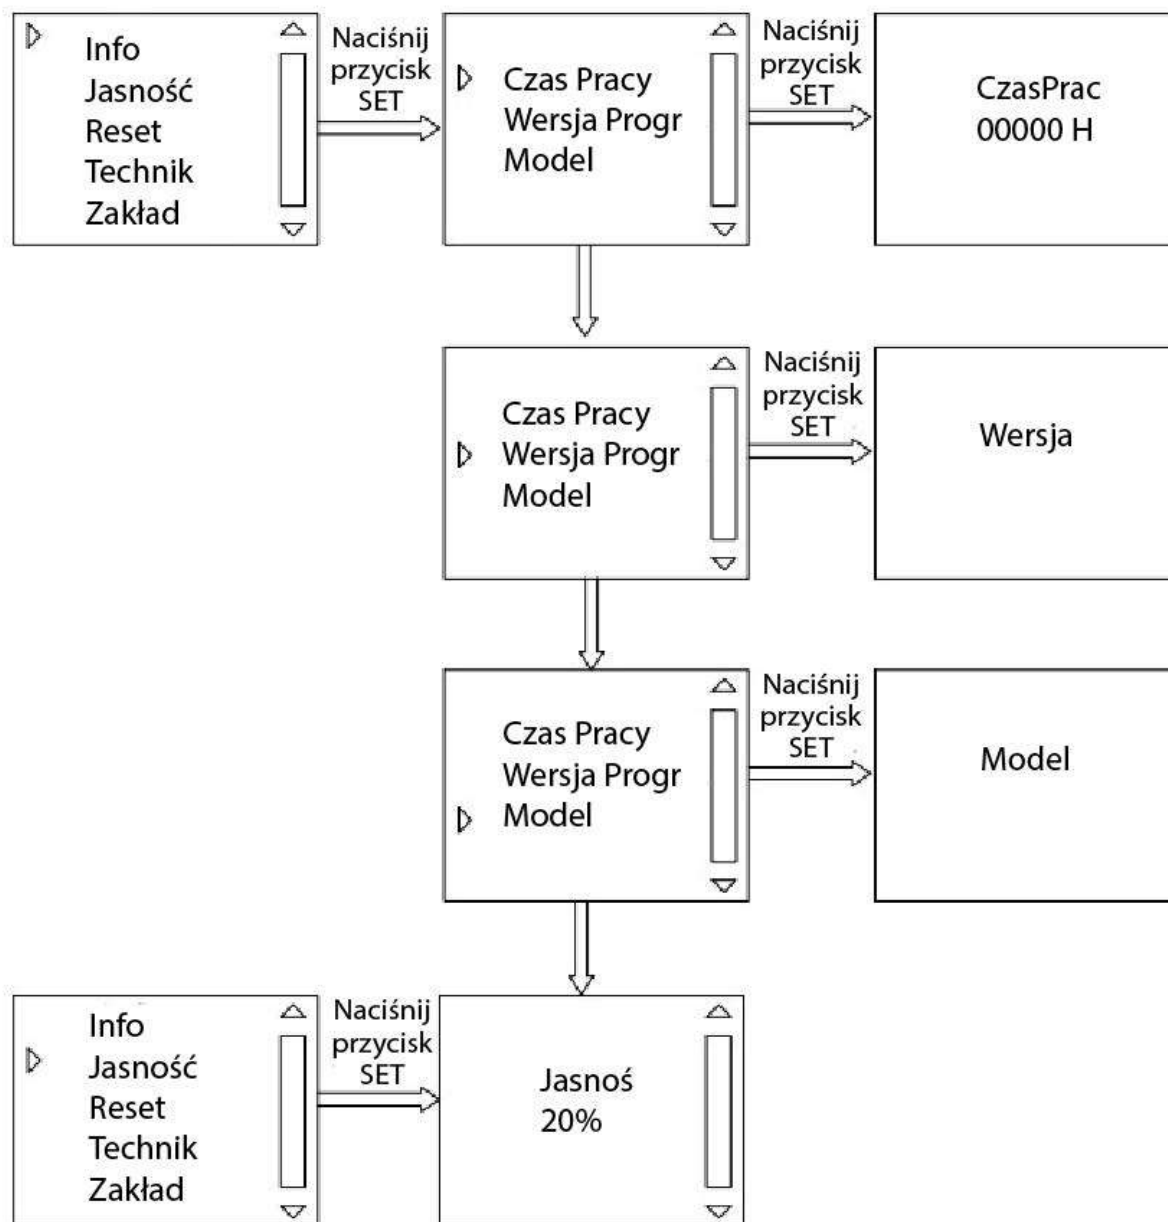 Info
Jasność
Reset
Technik
Zakład
Naciśnij
przycisk
SET
Czas Pracy
Wersja Progr
Model
Naciśnij
przycisk
SET
CzasPrac
00000 H
Czas Pracy
Wersja Progr
Model
Naciśnij
przycisk
SET
Wersja
Czas Pracy
Wersja Progr
Model
Naciśnij
przycisk
SET
Model
Info
Jasność
Reset
Technik
Zakład
Naciśnij
przycisk
SET
Jasnoś
20%